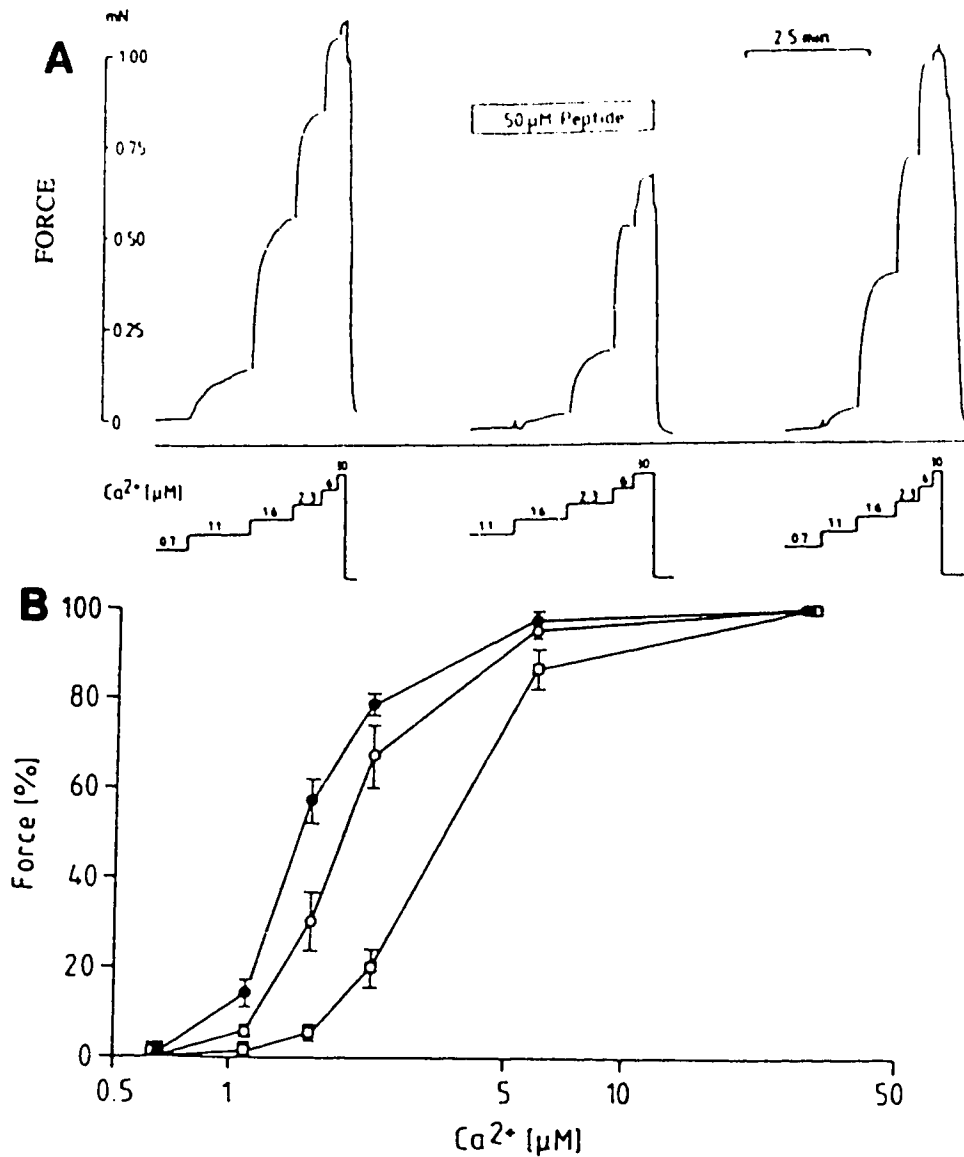 A
mN
1 00
0 75
0 50
0 25
0
FORCE
50 µM Peptide
2 5 min
Ca²⁺ [µM]
0 7 1 1 1 6 2 3 6 30
1 1 1 6 2 3 6 30
0 7 1 1 1 6 2 3 6 30
B
100
80
60
40
20
0
Force [%]
0.5 1 5 10 50
Ca²⁺ [µM]